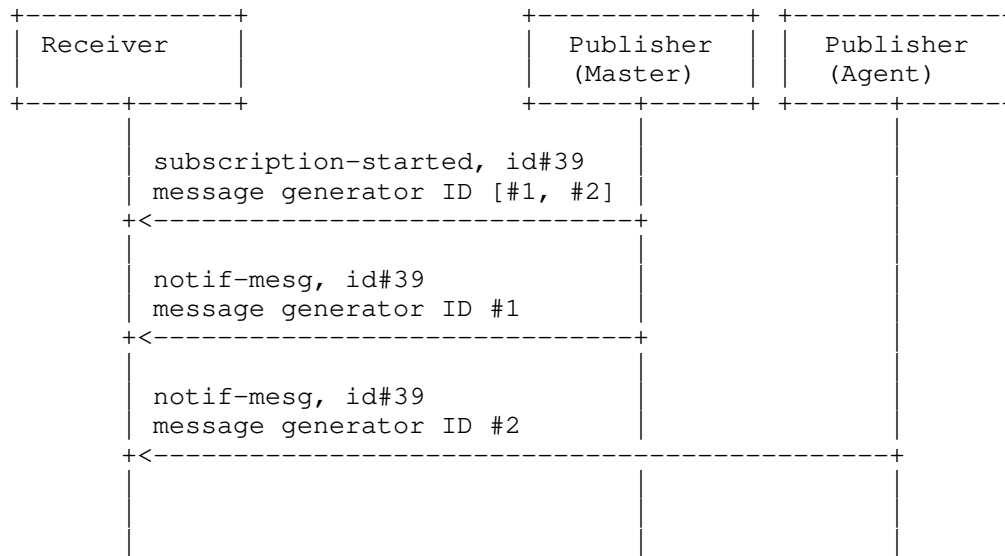 Receiver
Publisher
(Master)
Publisher
(Agent)
subscription-started, id#39
message generator ID [#1, #2]
notif-mesg, id#39
message generator ID #1
notif-mesg, id#39
message generator ID #2